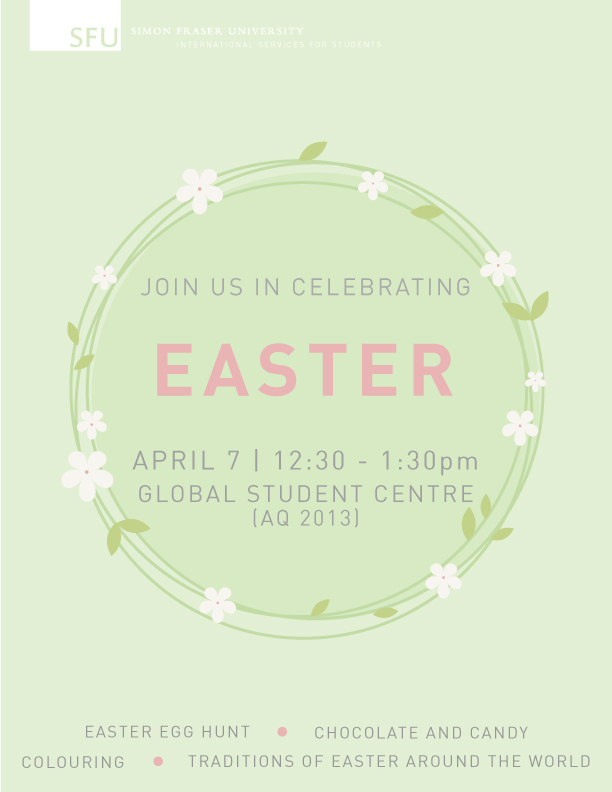 SFU SIMON FRASER UNIVERSITY
INTERNATIONAL SERVICES FOR STUDENTS
JOIN US IN CELEBRATING
EASTER
APRIL 7 | 12:30 - 1:30pm
GLOBAL STUDENT CENTRE
(AQ 2013)
EASTER EGG HUNT • CHOCOLATE AND CANDY
COLOURING • TRADITIONS OF EASTER AROUND THE WORLD